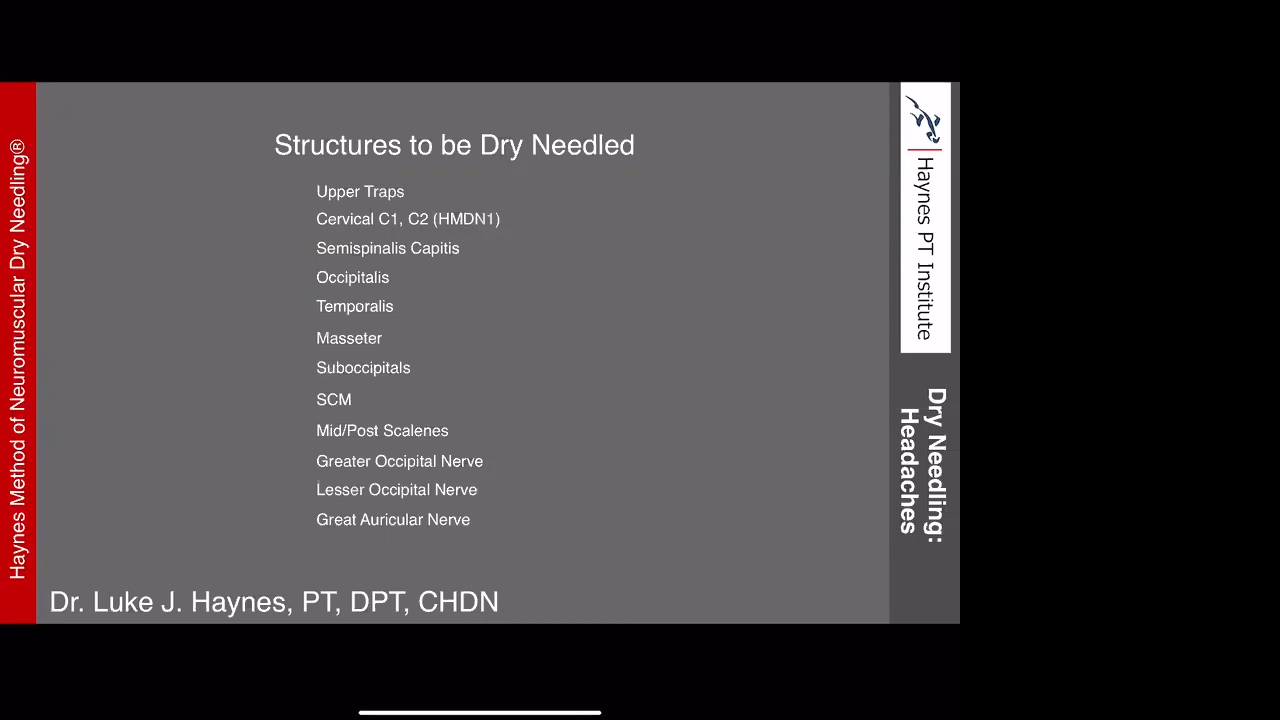 Haynes Method of Neuromuscular Dry Needling®
Structures to be Dry Needled
Upper Traps
Cervical C1, C2 (HMDN1)
Semispinalis Capitis
Occipitalis
Temporalis
Masseter
Suboccipitals
SCM
Mid/Post Scalenes
Greater Occipital Nerve
Lesser Occipital Nerve
Great Auricular Nerve
Dr. Luke J. Haynes, PT, DPT, CHDN
Haynes PT Institute
Dry Needling:
Headaches